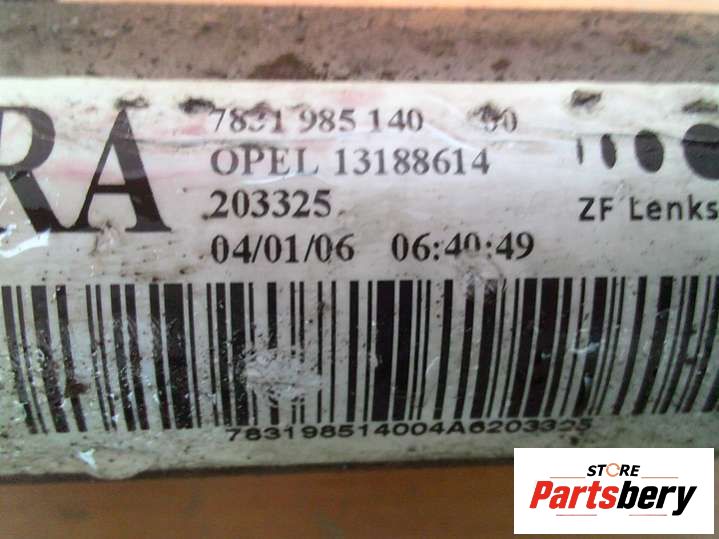 RA
7831 985 140
OPEL 13188614
203325
04/01/06 06:40:49
ZF Lenks
783198514004A6203325
STORE
Partsbery